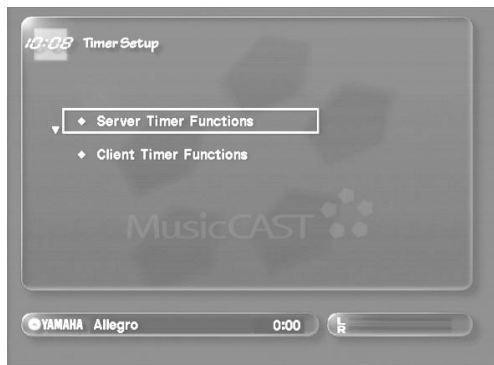 10:08 Timer Setup
Server Timer Functions
Client Timer Functions
MusicCAST
YAMAHA Allegro 0:00 L
R